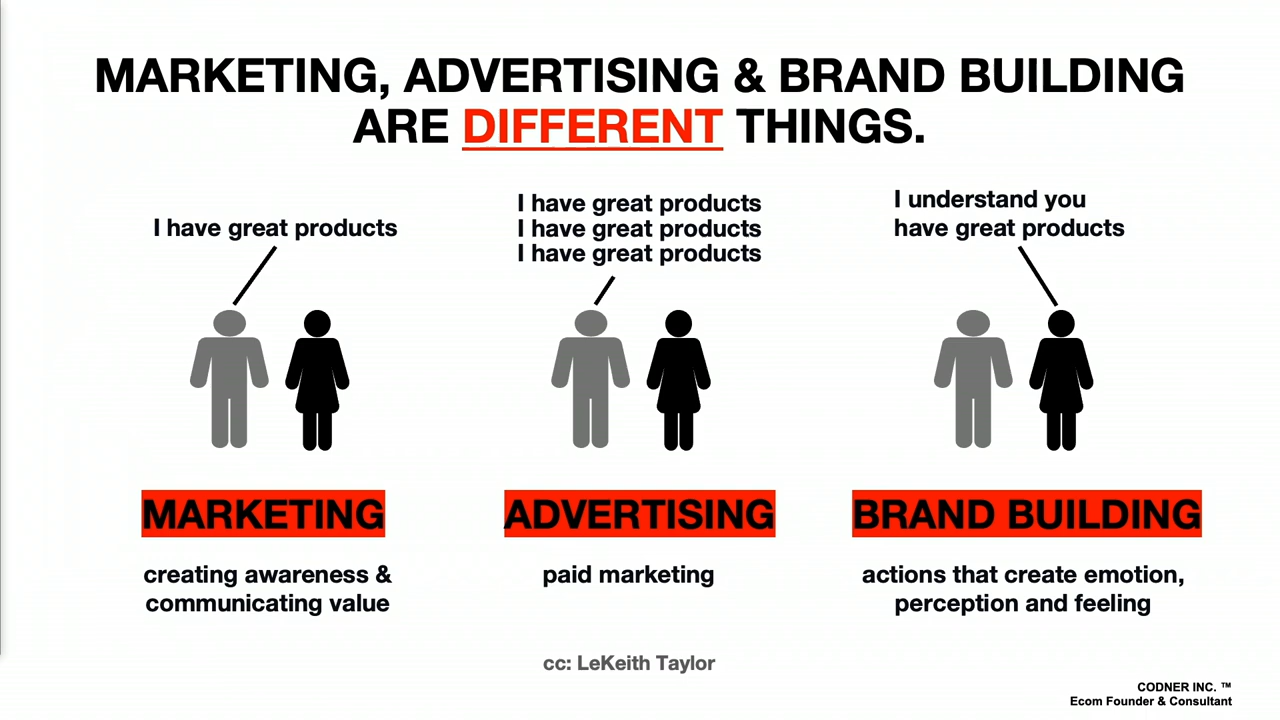 MARKETING, ADVERTISING & BRAND BUILDING
ARE DIFFERENT THINGS.
I have great products
I have great products
I have great products
I have great products
I understand you
have great products
MARKETING
ADVERTISING
BRAND BUILDING
creating awareness &
communicating value
paid marketing
actions that create emotion,
perception and feeling
cc: LeKeith Taylor
CODNER INC. ™
Ecom Founder & Consultant